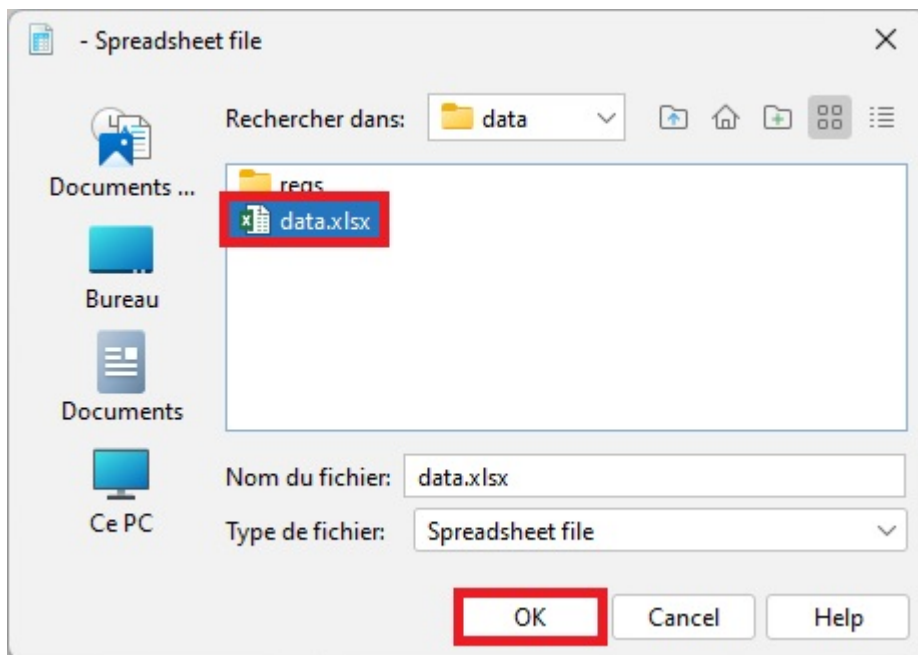 - Spreadsheet file
Rechercher dans: data
Documents ...
regs
data.xlsx
Bureau
Documents
Ce PC
Nom du fichier: data.xlsx
Type de fichier: Spreadsheet file
OK Cancel Help